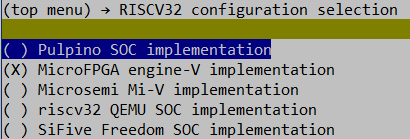 (top menu) → RISCV32 configuration selection
( ) Pulpino SOC implementation
(X) MicroFPGA engine-V implementation
( ) Microsemi Mi-V implementation
( ) riscv32 QEMU SOC implementation
( ) SiFive Freedom SOC implementation